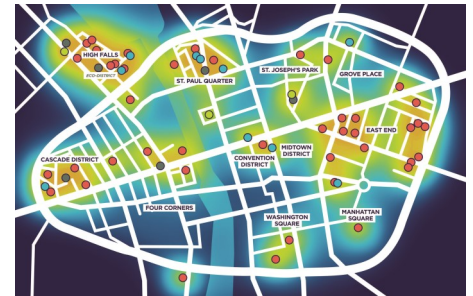 HIGH FALLS
ECO-DISTRICT
ST. PAUL QUARTER
ST. JOSEPH'S PARK
GROVE PLACE
EAST END
CASCADE DISTRICT
CONVENTION
DISTRICT
MIDTOWN
DISTRICT
FOUR CORNERS
WASHINGTON
SQUARE
MANHATTAN
SQUARE